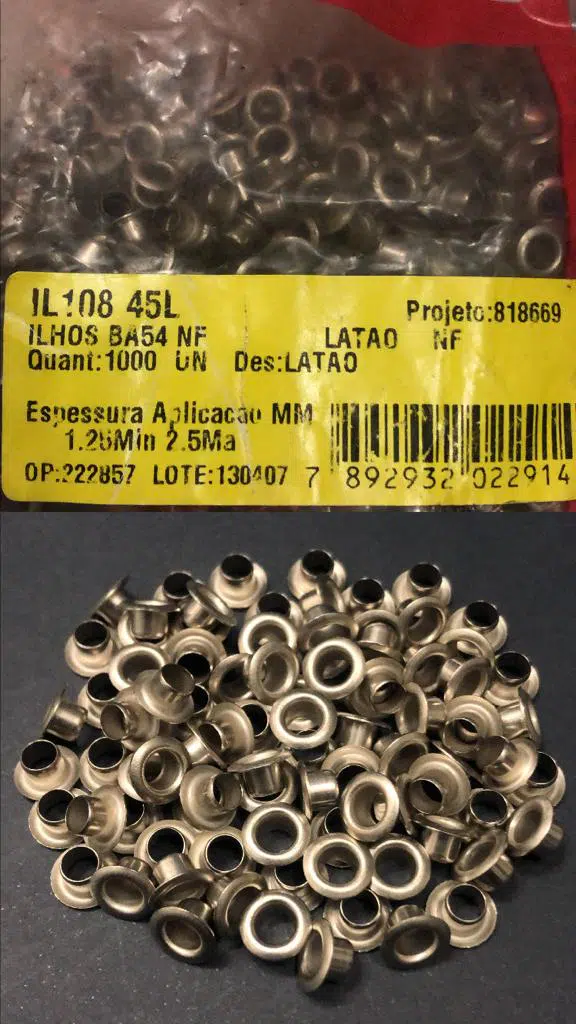 IL108 45L
Projeto:818669
ILHOS BA54 NF LATAO NF
Quant:1000 UN Des:LATAO
Espessura Aplicacao MM
1.25Min 2.5Ma
OP:222857 LOTE:130407
7 892932 022914